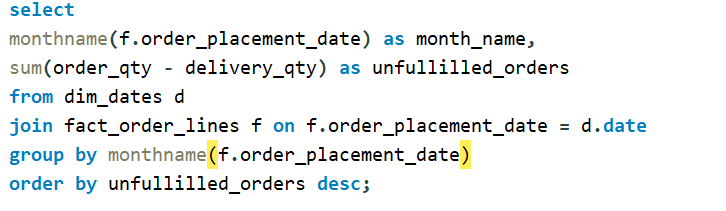 select
monthname(f.order_placement_date) as month_name,
sum(order_qty - delivery_qty) as unfullilled_orders
from dim_dates d
join fact_order_lines f on f.order_placement_date = d.date
group by monthname(f.order_placement_date)
order by unfullilled_orders desc;